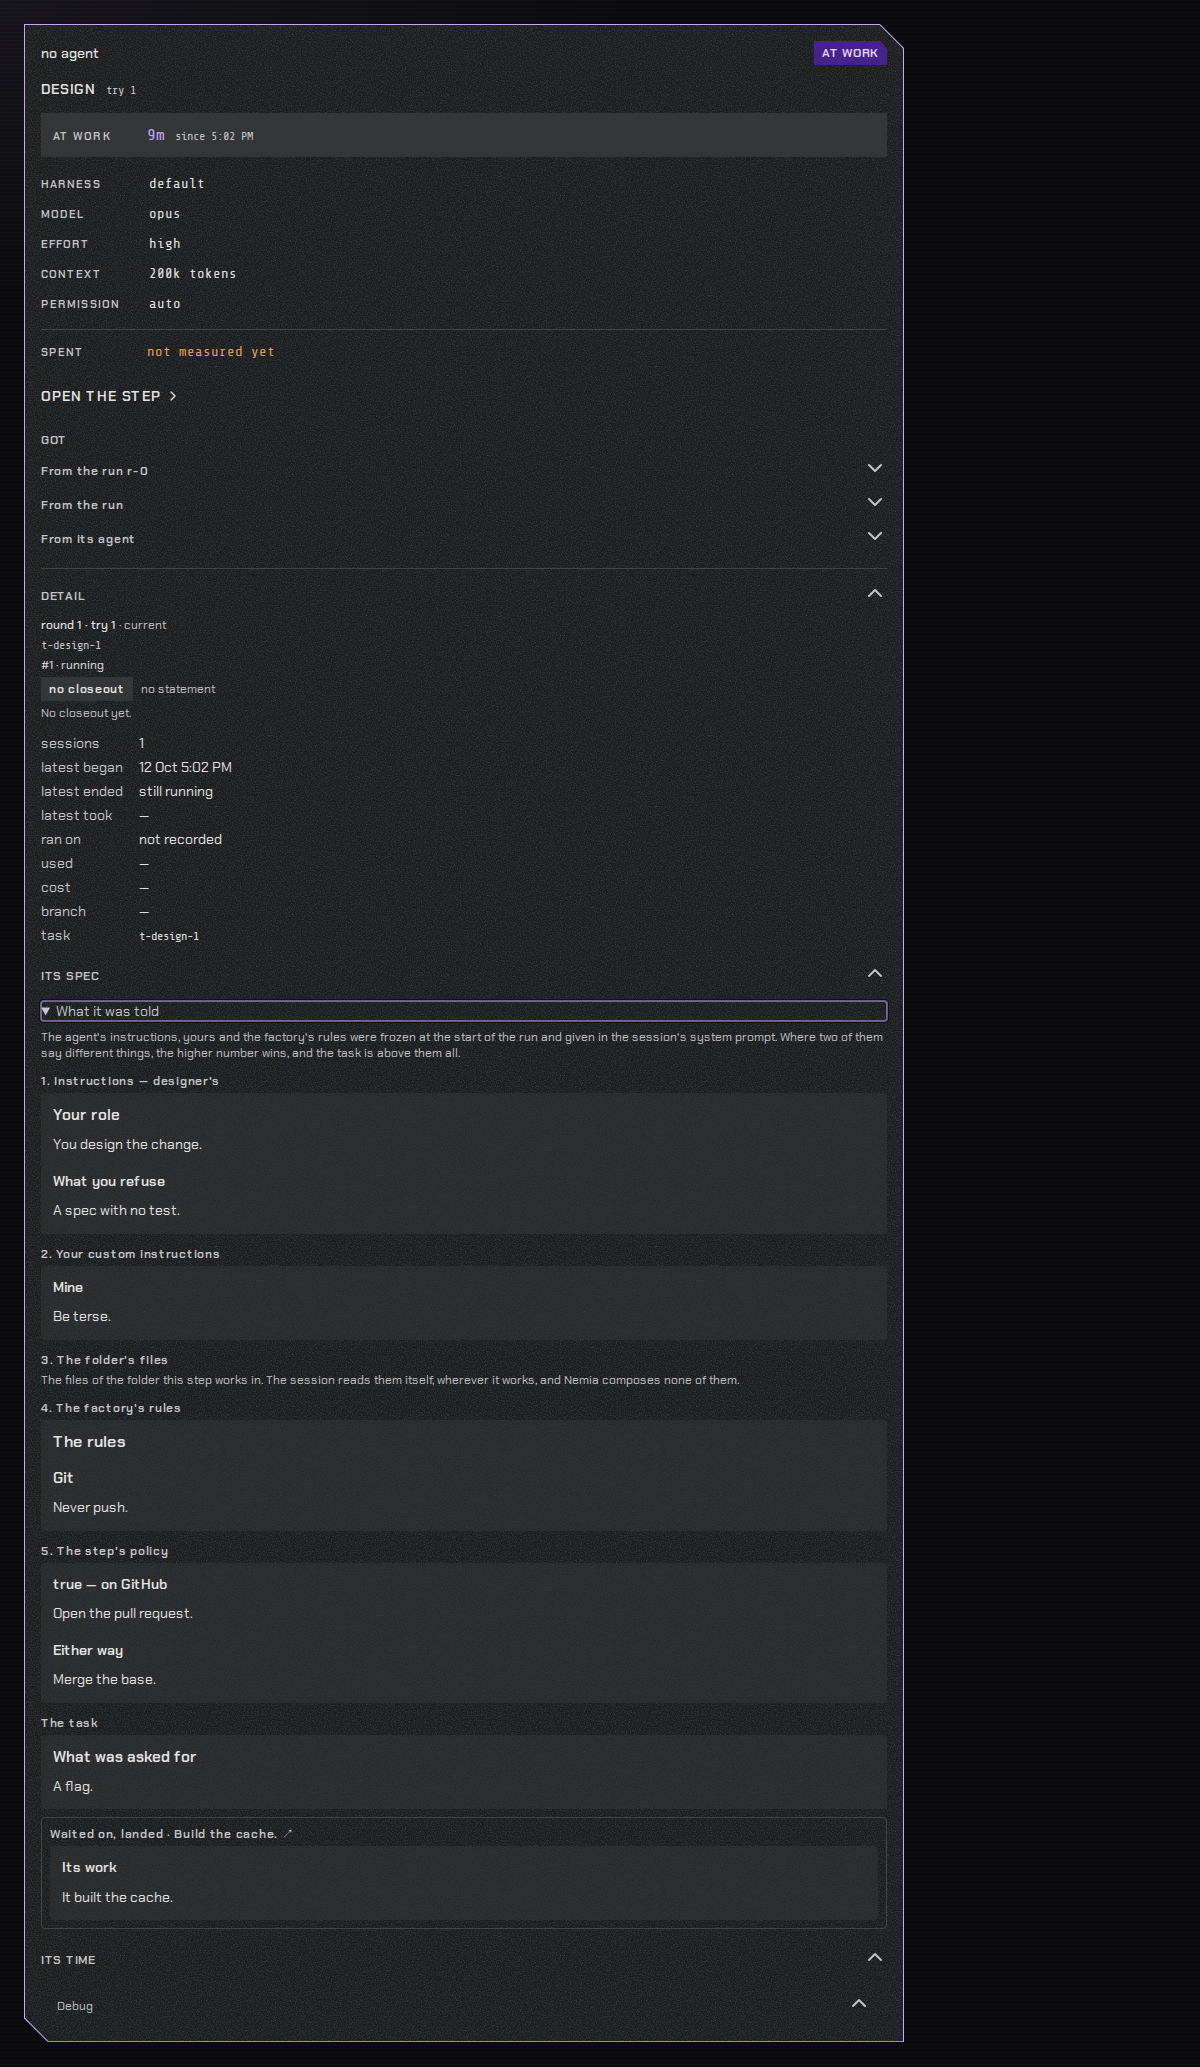 no agent
AT WORK
DESIGN try 1
AT WORK 9m since 5:02 PM
HARNESS default
MODEL opus
EFFORT high
CONTEXT 200k tokens
PERMISSION auto
SPENT not measured yet
OPEN THE STEP >
GOT
From the run r-0
From the run
From its agent
DETAIL
round 1 · try 1 · current
t-design-1
#1 · running
no closeout no statement
No closeout yet.
sessions 1
latest began 12 Oct 5:02 PM
latest ended still running
latest took —
ran on not recorded
used —
cost —
branch —
task t-design-1
ITS SPEC
▼ What it was told
The agent's instructions, yours and the factory's rules were frozen at the start of the run and given in the session's system prompt. Where two of them
say different things, the higher number wins, and the task is above them all.
1. Instructions — designer's
Your role
You design the change.
What you refuse
A spec with no test.
2. Your custom instructions
Mine
Be terse.
3. The folder's files
The files of the folder this step works in. The session reads them itself, wherever it works, and Nemia composes none of them.
4. The factory's rules
The rules
Git
Never push.
5. The step's policy
true — on GitHub
Open the pull request.
Either way
Merge the base.
The task
What was asked for
A flag.
Waited on, landed · Build the cache. ↗
Its work
It built the cache.
ITS TIME
Debug